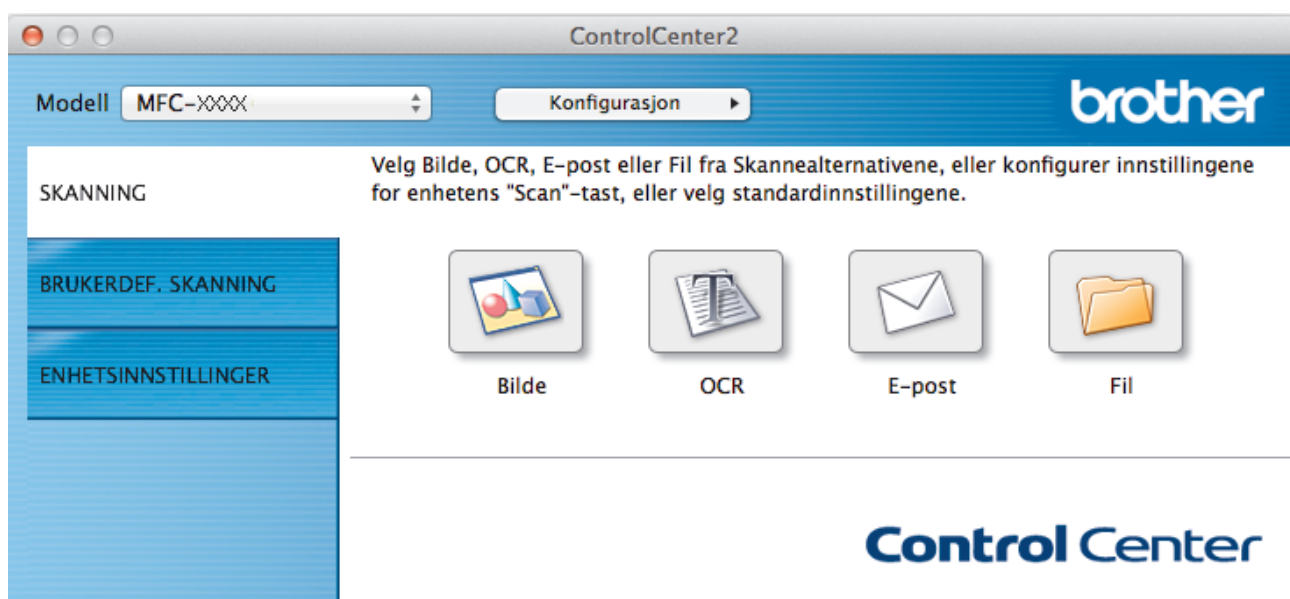 ControlCenter2
Modell MFC-XXXX Konfigurasjon
brother
SKANNING
BRUKERDEF. SKANNING
ENHETSINNSTILLINGER
Velg Bilde, OCR, E-post eller Fil fra Skannealternativene, eller konfigurer innstillingene
for enhetens "Scan"-tast, eller velg standardinnstillingene.
Bilde OCR E-post Fil
Control Center